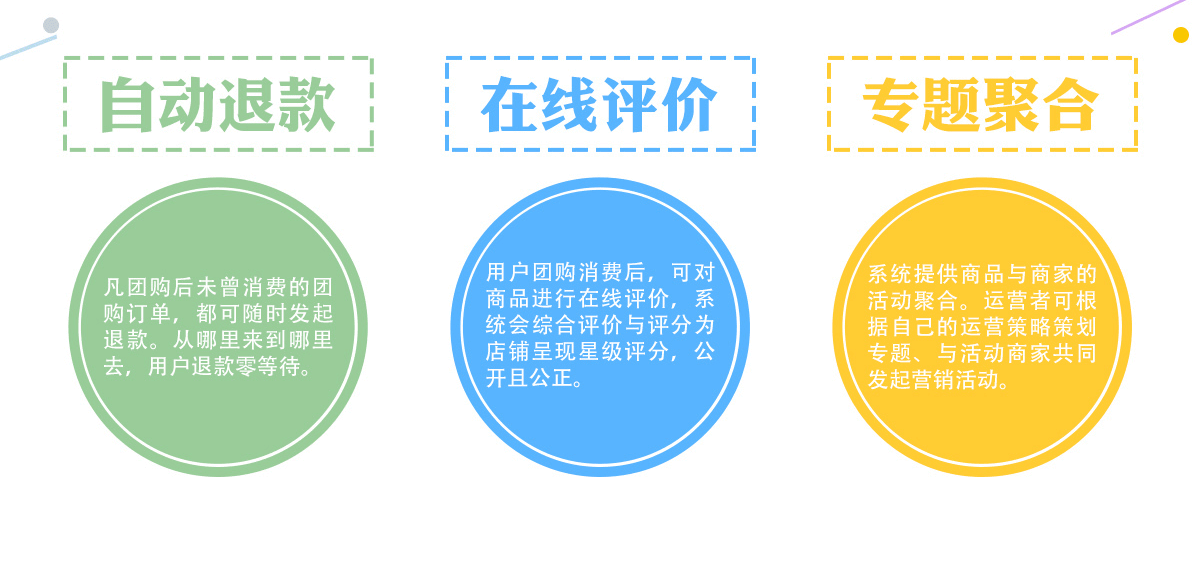 自动退款
凡团购后未曾消费的团
购订单，都可随时发起
退款。从哪里来到哪里
去，用户退款零等待。
在线评价
用户团购消费后，可对
商品进行在线评价，系
统会综合评价与评分为
店铺呈现星级评分，公
开且公正。
专题聚合
系统提供商品与商家的
活动聚合。运营者可根
据自己的运营策略策划
专题、与活动商家共同
发起营销活动。